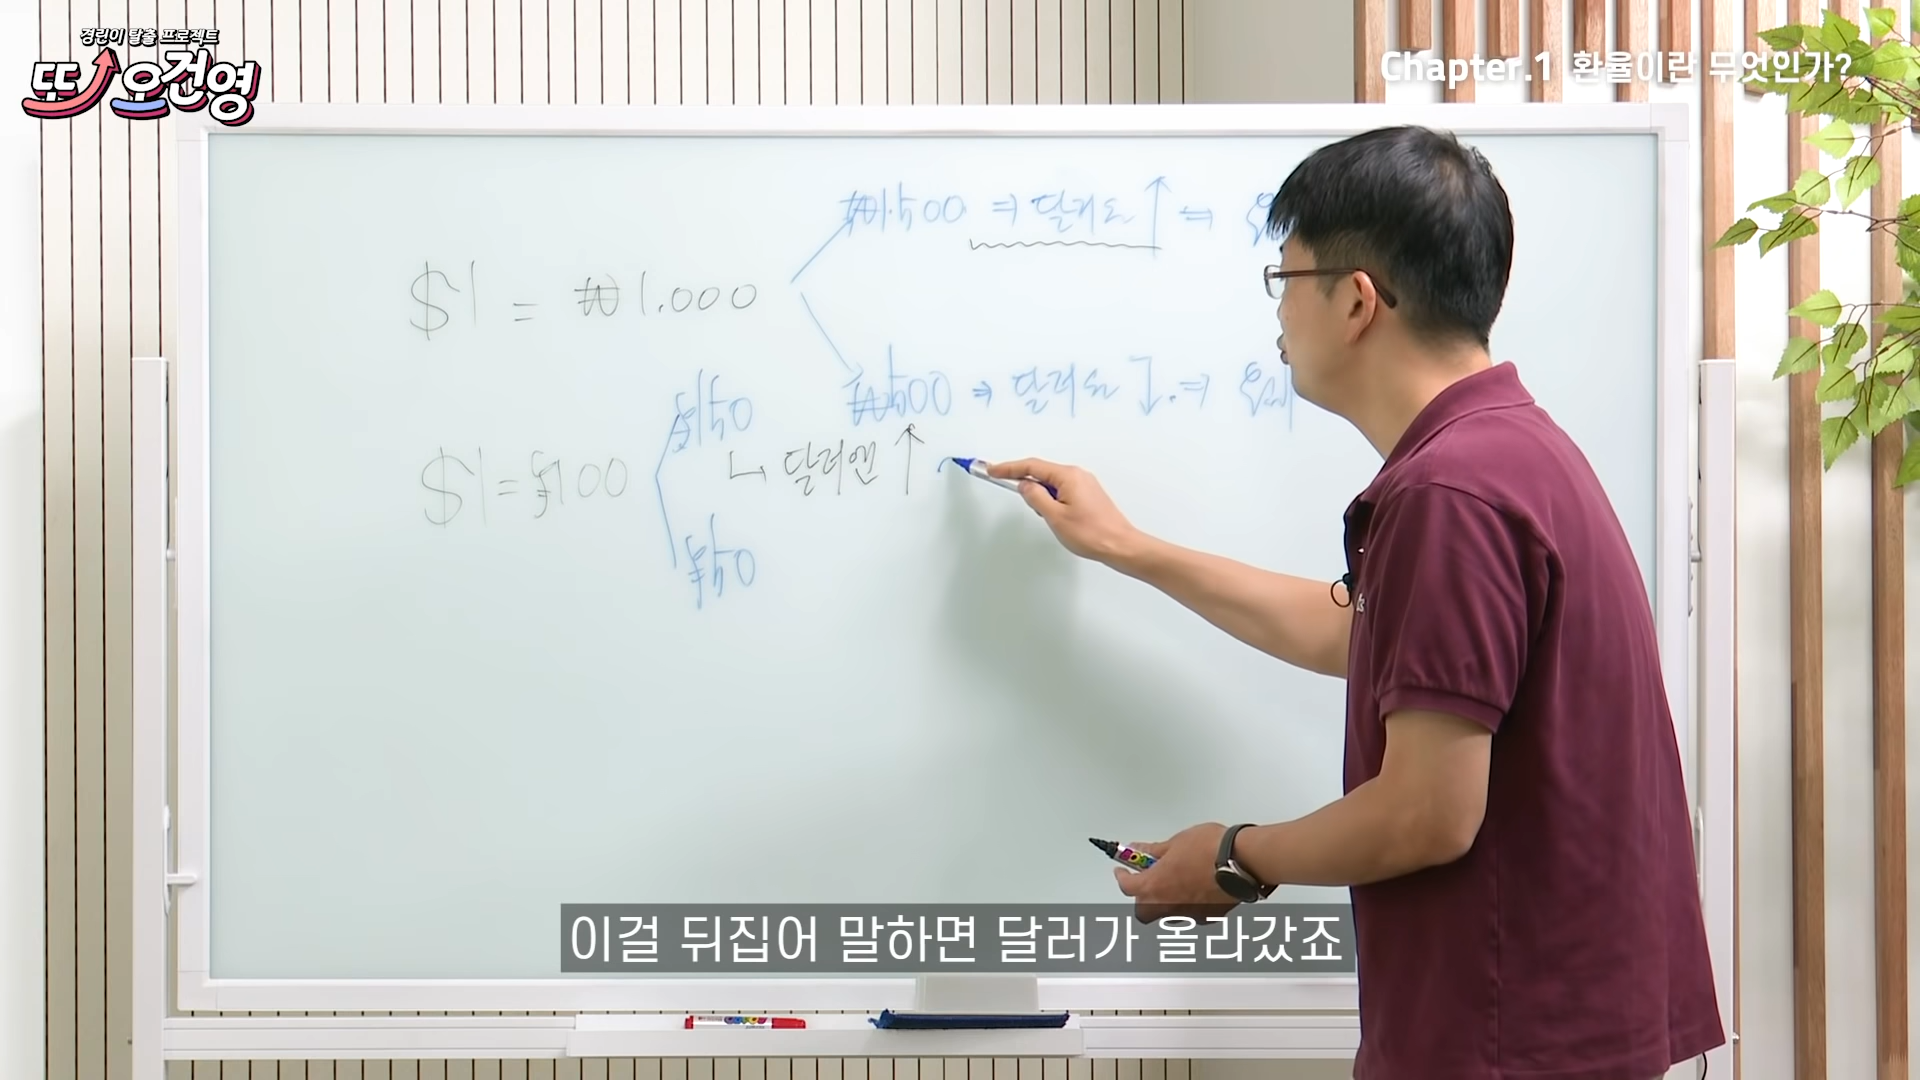 경린이 탈출 프로젝트
또! 오건영
Chapter.1 환율이란 무엇인가?
₩1.500 ⇒ 달러원 ↑ ⇒
$1 = ₩1.000
₩500 ⇒ 달러원 ↓ ⇒
¥150
↳ 달러엔 ↑
$1 = ¥100
¥50
이걸 뒤집어 말하면 달러가 올라갔죠